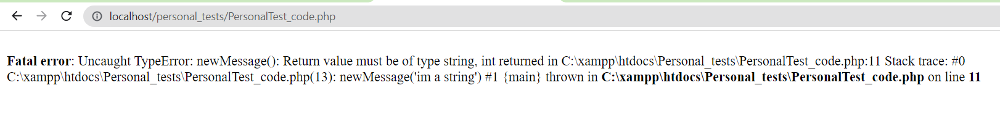 localhost/personal_tests/PersonalTest_code.php
Fatal error: Uncaught TypeError: newMessage(): Return value must be of type string, int returned in C:\xampp\htdocs\Personal_tests\PersonalTest_code.php:11 Stack trace: #0
C:\xampp\htdocs\Personal_tests\PersonalTest_code.php(13): newMessage('im a string') #1 {main} thrown in C:\xampp\htdocs\Personal_tests\PersonalTest_code.php on line 11